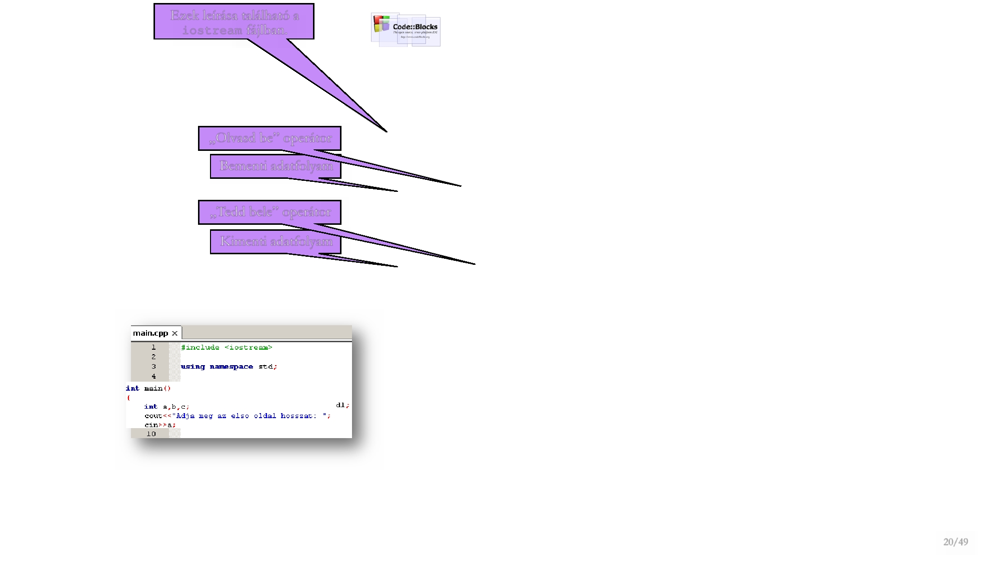 Ezek leírása található a
iostream fájlban.
Code::Blocks
The open source, cross-platform IDE
http://www.codeblocks.org
„Olvasd be” operátor
Bementi adatfolyam
„Tedd bele” operátor
Kimenti adatfolyam
main.cpp
1 #include <iostream>
2
3 using namespace std;
4
int main()
{
int a,b,c; dl;
cout<<"Adja meg az elso oldal hosszat: ";
cin>>a;
10
20/49